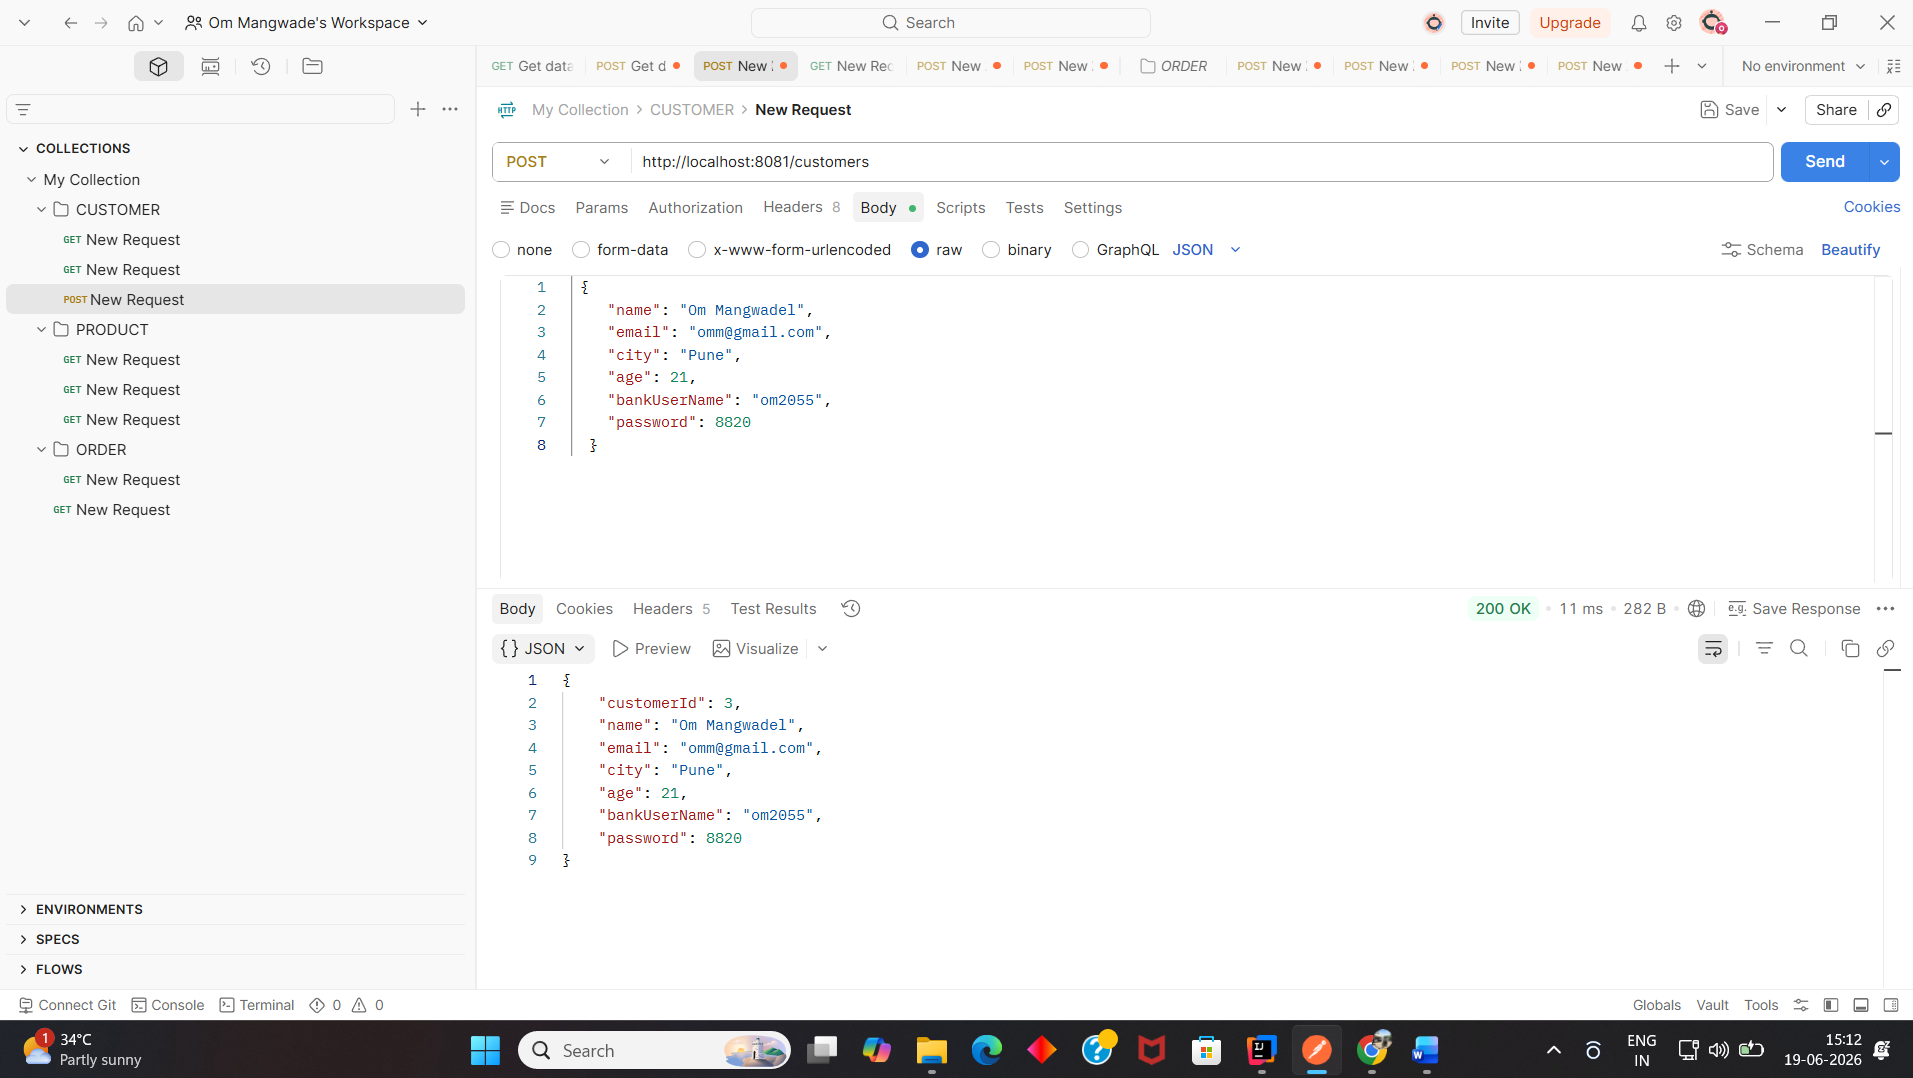 Om Mangwade's Workspace
Search
Invite
Upgrade
GET Get data
POST Get d
POST New
GET New Rec
POST New
POST New
ORDER
POST New
POST New
POST New
POST New
No environment
HTTP My Collection > CUSTOMER > New Request
Save
Share
COLLECTIONS
My Collection
CUSTOMER
GET New Request
GET New Request
POST New Request
PRODUCT
GET New Request
GET New Request
GET New Request
ORDER
GET New Request
GET New Request
ENVIRONMENTS
SPECS
FLOWS
POST http://localhost:8081/customers
Send
Docs Params Authorization Headers 8 Body Scripts Tests Settings
Cookies
none form-data x-www-form-urlencoded raw binary GraphQL JSON
Schema Beautify
1 {
2 "name": "Om Mangwadel",
3 "email": "omm@gmail.com",
4 "city": "Pune",
5 "age": 21,
6 "bankUserName": "om2055",
7 "password": 8820
8 }
Body Cookies Headers 5 Test Results
200 OK • 11 ms • 282 B • e.g. Save Response
{} JSON Preview Visualize
1 {
2 "customerId": 3,
3 "name": "Om Mangwadel",
4 "email": "omm@gmail.com",
5 "city": "Pune",
6 "age": 21,
7 "bankUserName": "om2055",
8 "password": 8820
9 }
Connect Git Console Terminal 0 0
Globals Vault Tools
1
34°C
Partly sunny
Search
ENG
IN
15:12
19-06-2026